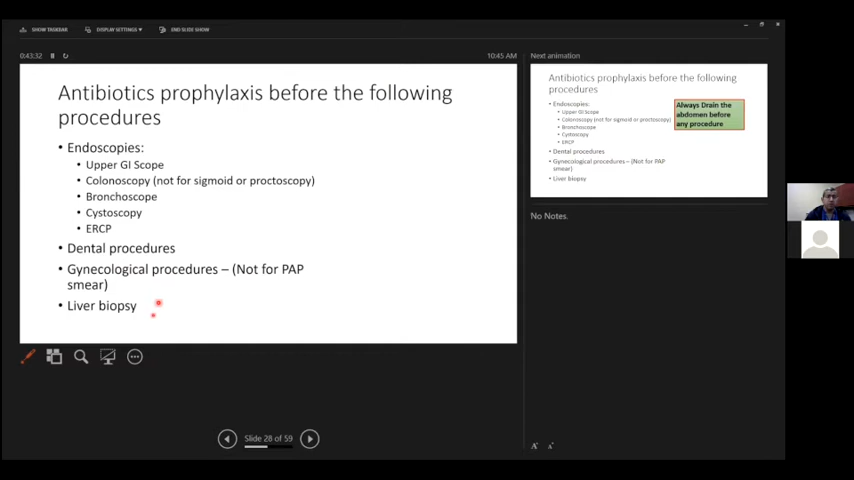 SHOW TASKBAR
DISPLAY SETTINGS ▾
END SLIDE SHOW
0:43:32
10:45 AM
Antibiotics prophylaxis before the following
procedures
• Endoscopies:
• Upper GI Scope
• Colonoscopy (not for sigmoid or proctoscopy)
• Bronchoscope
• Cystoscopy
• ERCP
• Dental procedures
• Gynecological procedures – (Not for PAP
smear)
• Liver biopsy
Slide 28 of 59
Next animation
Antibiotics prophylaxis before the following
procedures
• Endoscopies:
• Upper GI Scope
• Colonoscopy (not for sigmoid or proctoscopy)
• Bronchoscope
• Cystoscopy
• ERCP
• Dental procedures
• Gynecological procedures – (Not for PAP
smear)
• Liver biopsy
Always Drain the
abdomen before
any procedure
No Notes.
A A